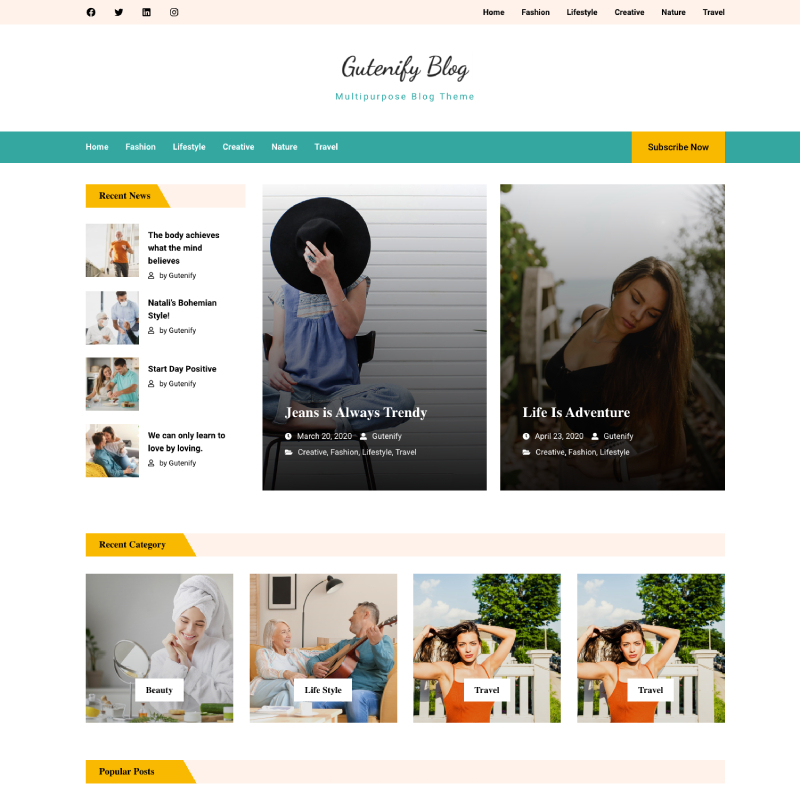 Home Fashion Lifestyle Creative Nature Travel
Gutenify Blog
Multipurpose Blog Theme
Home Fashion Lifestyle Creative Nature Travel
Subscribe Now
Recent News
The body achieves
what the mind
believes
by Gutenify
Natali's Bohemian
Style!
by Gutenify
Start Day Positive
by Gutenify
We can only learn to
love by loving.
by Gutenify
Jeans is Always Trendy
March 20, 2020 Gutenify
Creative, Fashion, Lifestyle, Travel
Life Is Adventure
April 23, 2020 Gutenify
Creative, Fashion, Lifestyle
Recent Category
Beauty
Life Style
Travel
Travel
Popular Posts